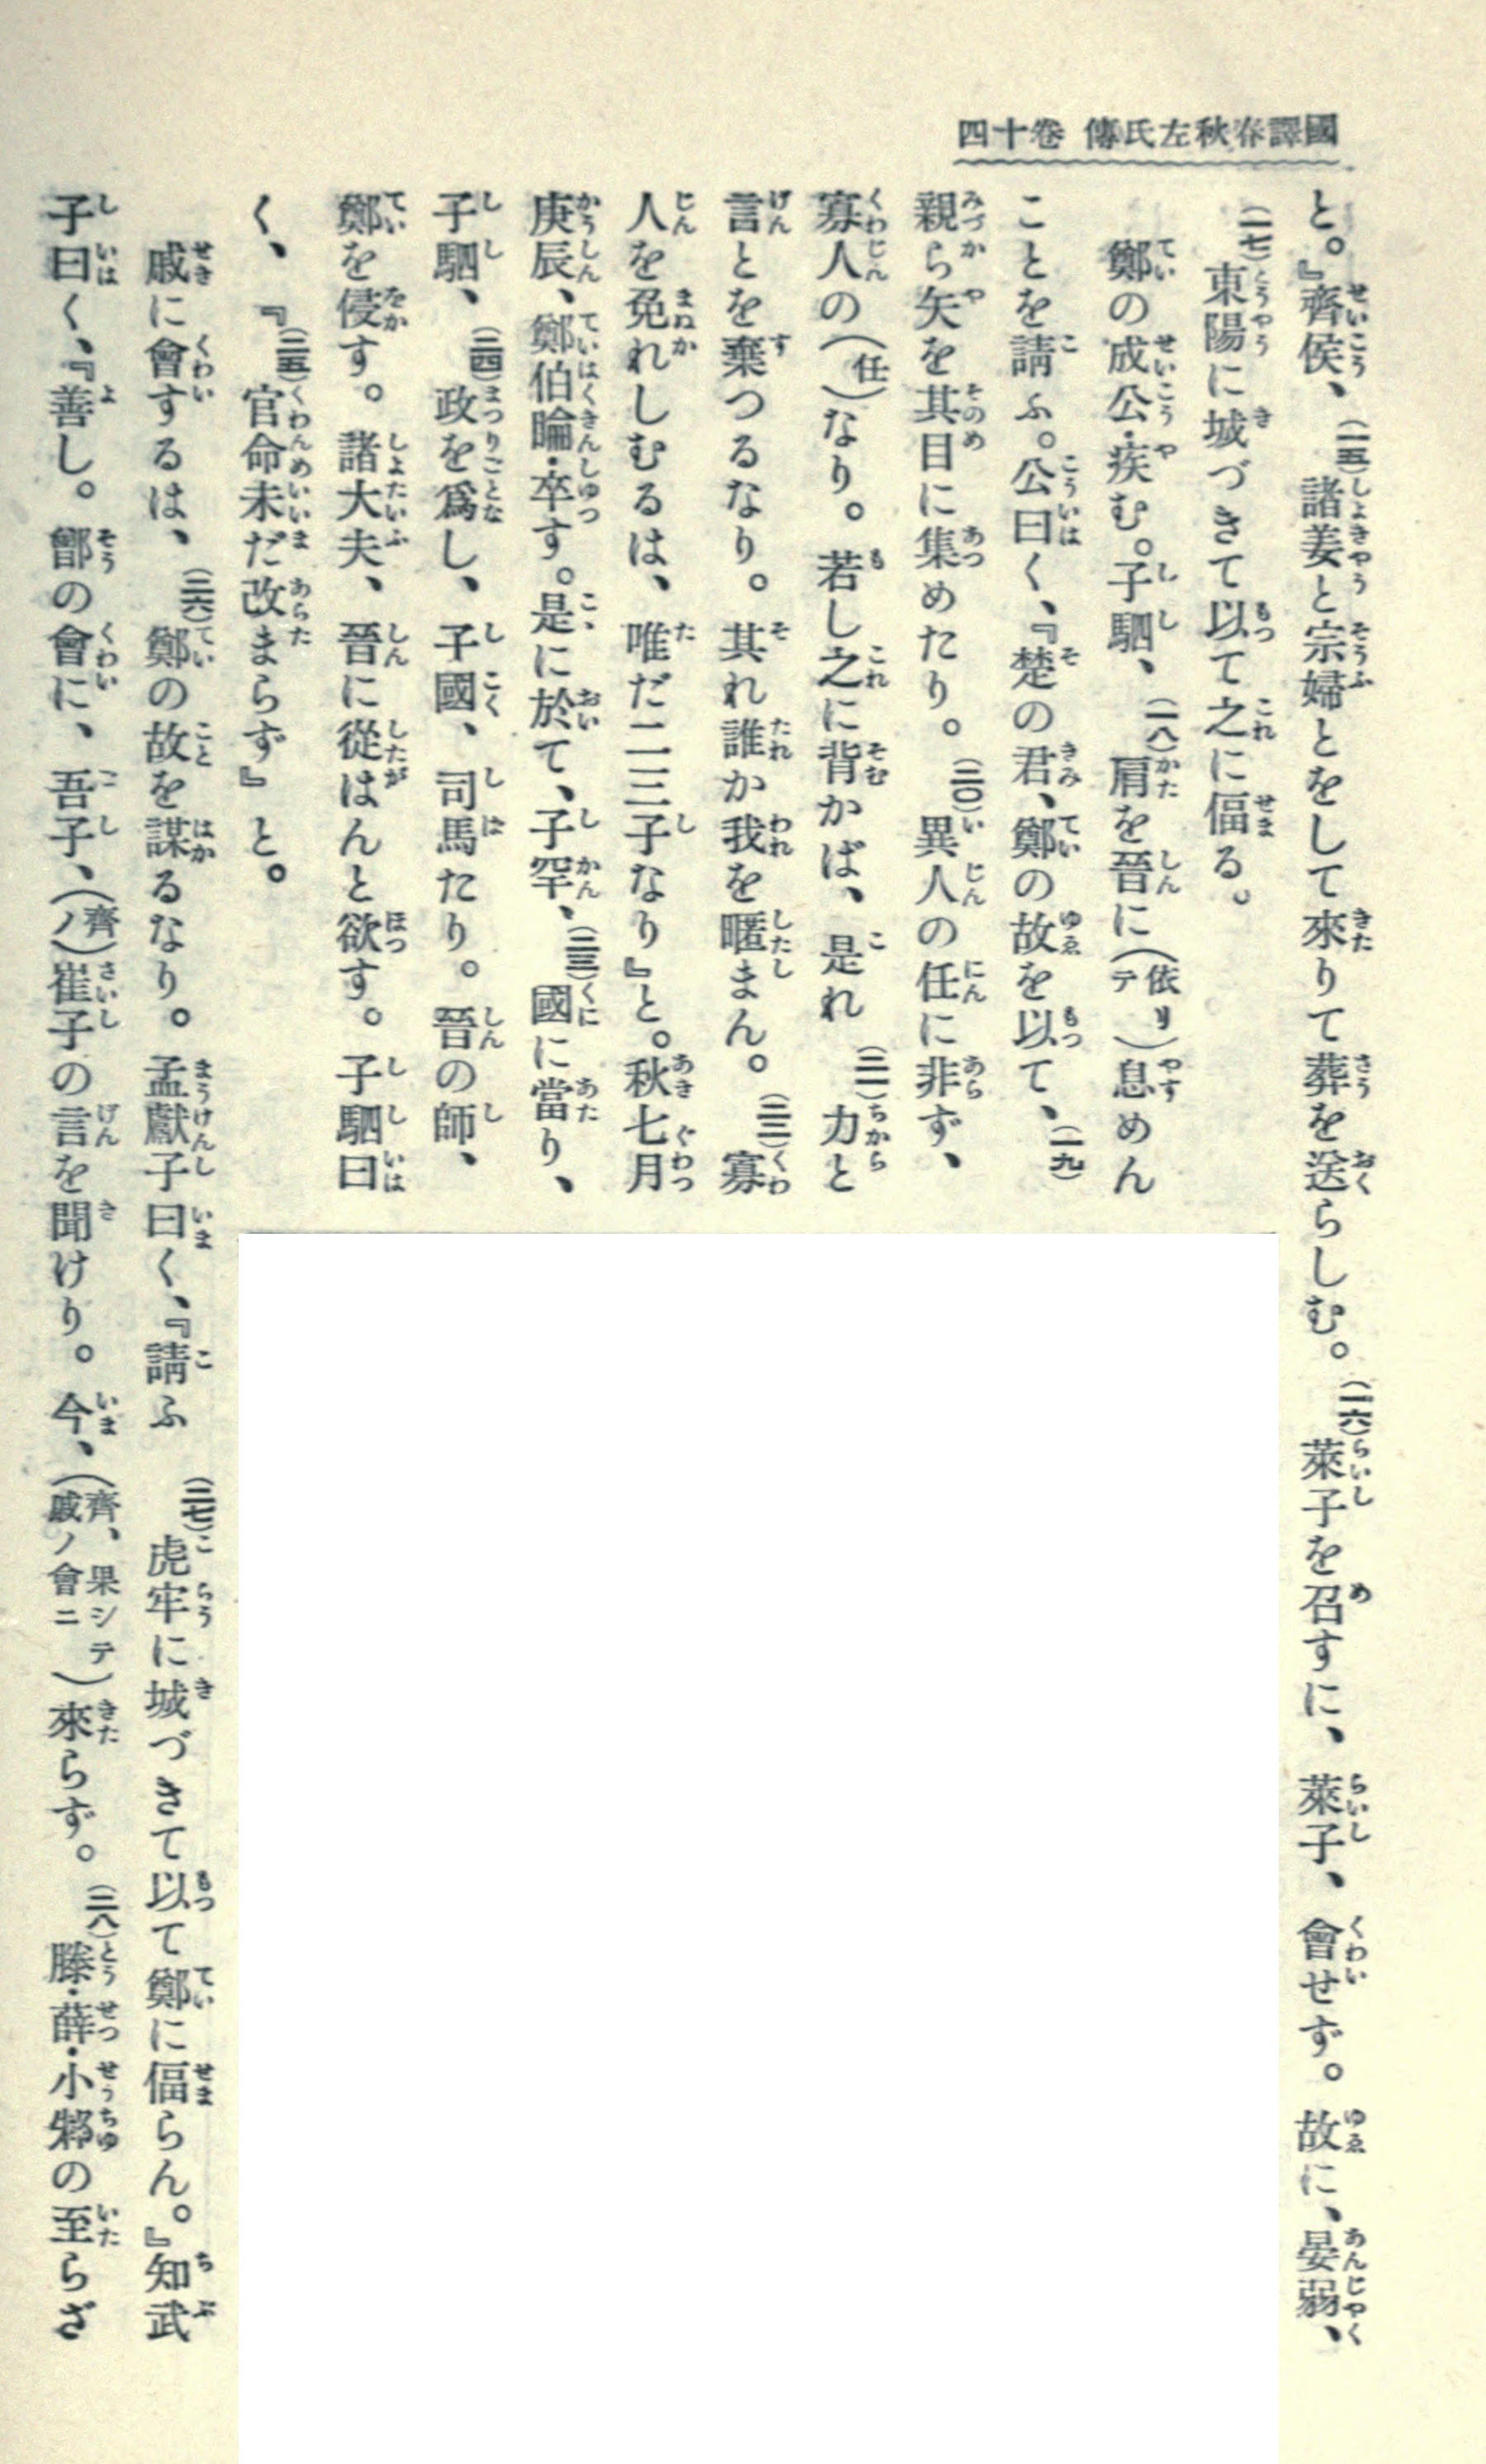 國譯春秋左氏傳 卷十四
と。』齊侯、(一五)諸姜と宗婦とをして來りて葬を送らしむ。(一六)萊子を召すに、萊子、會せず。故に、晏弱、
(一七)東陽に城づきて以て之に偪る。
鄭の成公・疾む。子駟、(一八)肩を晉に(依リテ)息めん
ことを請ふ。公曰く、『楚の君、鄭の故を以て、(一九)
親ら矢を其目に集めたり。(二〇)異人の任に非ず、
寡人の(任)なり。若し之に背かば、是れ(二一)力と
言とを棄つるなり。其れ誰か我を暱まん。(二二)寡
人を免れしむるは、唯だ二三子なり』と。秋七月
庚辰、鄭伯睔・卒す。是に於て、子罕、(二三)國に當り、
子駟、(二四)政を爲し、子國、司馬たり。晉の師、
鄭を侵す。諸大夫、晉に從はんと欲す。子駟曰
く、『(二五)官命未だ改まらず』と。
戚に會するは、(二六)鄭の故を謀るなり。孟獻子曰く、『請ふ(二七)虎牢に城づきて以て鄭に偪らん。』知武
子曰く、『善し。鄫の會に、吾子、(齊ノ)崔子の言を聞けり。今、(齊、果シテ戚ノ會ニ)來らず。(二八)滕・薛・小邾の至らざ